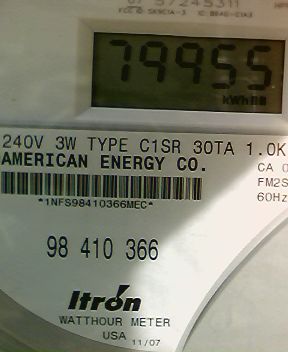 79955
kWh
240V 3W TYPE C1SR 30TA 1.0K
AMERICAN ENERGY CO.
CA 0
FM2S
60Hz
*1NFS98410366MEC*
98 410 366
Itron
WATTHOUR METER
USA 11/07